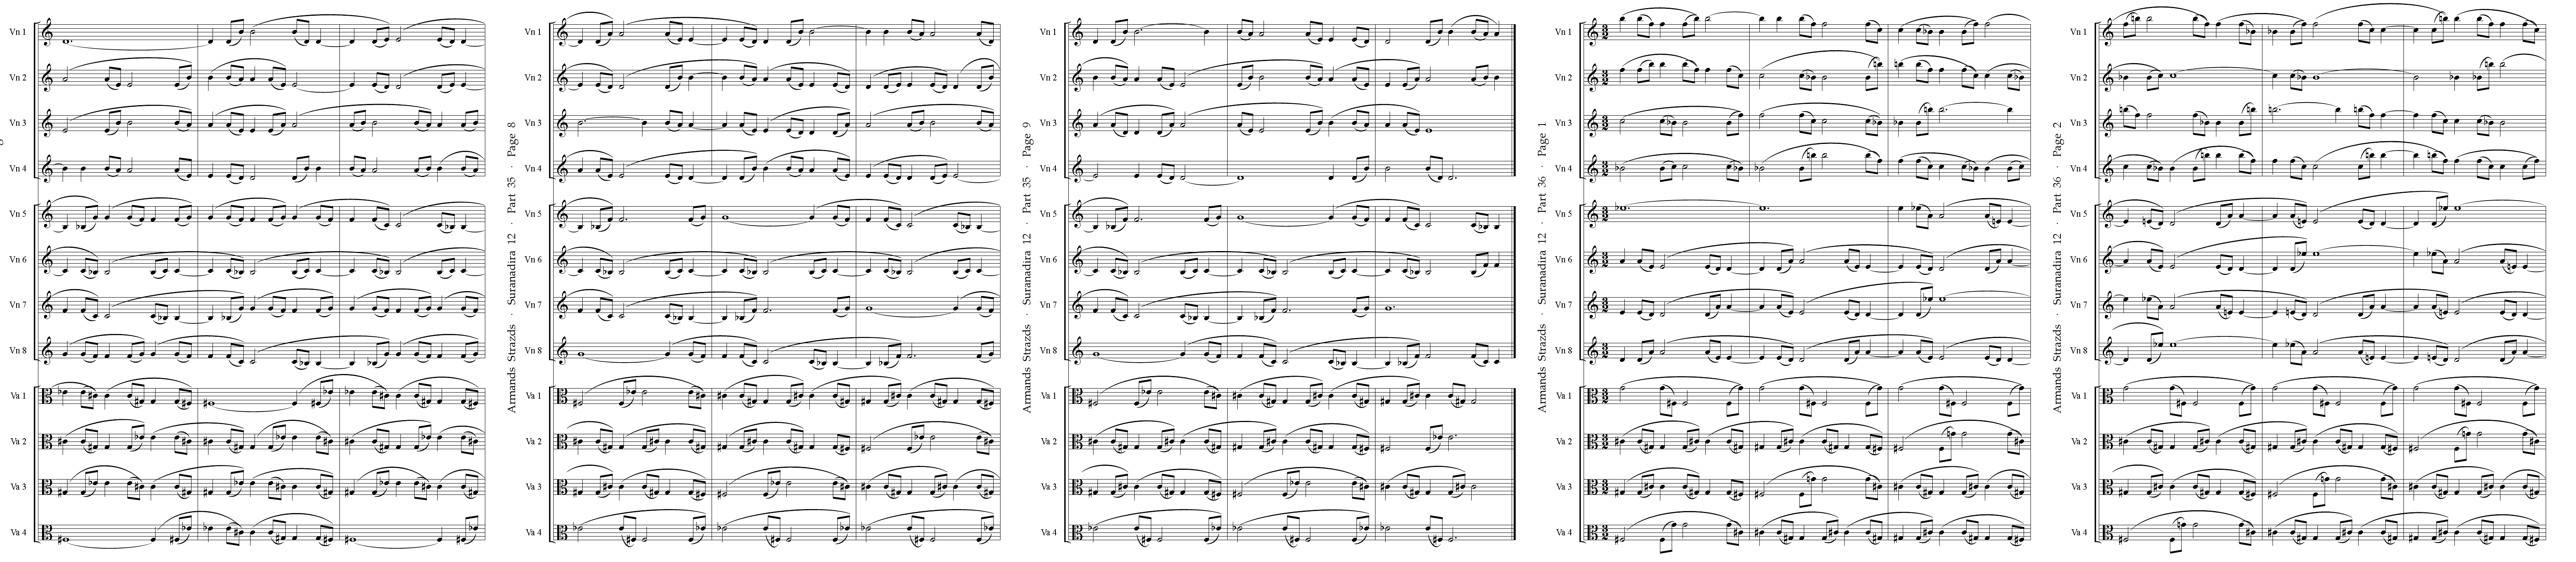 Vn 1
Vn 2
Vn 3
Vn 4
Vn 5
Vn 6
Vn 7
Vn 8
Va 1
Va 2
Va 3
Va 4
Armands Strazds · Suranadira 12 · Part 35 · Page 8
Vn 1
Vn 2
Vn 3
Vn 4
Vn 5
Vn 6
Vn 7
Vn 8
Va 1
Va 2
Va 3
Va 4
Armands Strazds · Suranadira 12 · Part 35 · Page 9
Vn 1
Vn 2
Vn 3
Vn 4
Vn 5
Vn 6
Vn 7
Vn 8
Va 1
Va 2
Va 3
Va 4
Armands Strazds · Suranadira 12 · Part 36 · Page 1
Vn 1
Vn 2
Vn 3
Vn 4
Vn 5
Vn 6
Vn 7
Vn 8
Va 1
Va 2
Va 3
Va 4
Armands Strazds · Suranadira 12 · Part 36 · Page 2
Vn 1
Vn 2
Vn 3
Vn 4
Vn 5
Vn 6
Vn 7
Vn 8
Va 1
Va 2
Va 3
Va 4